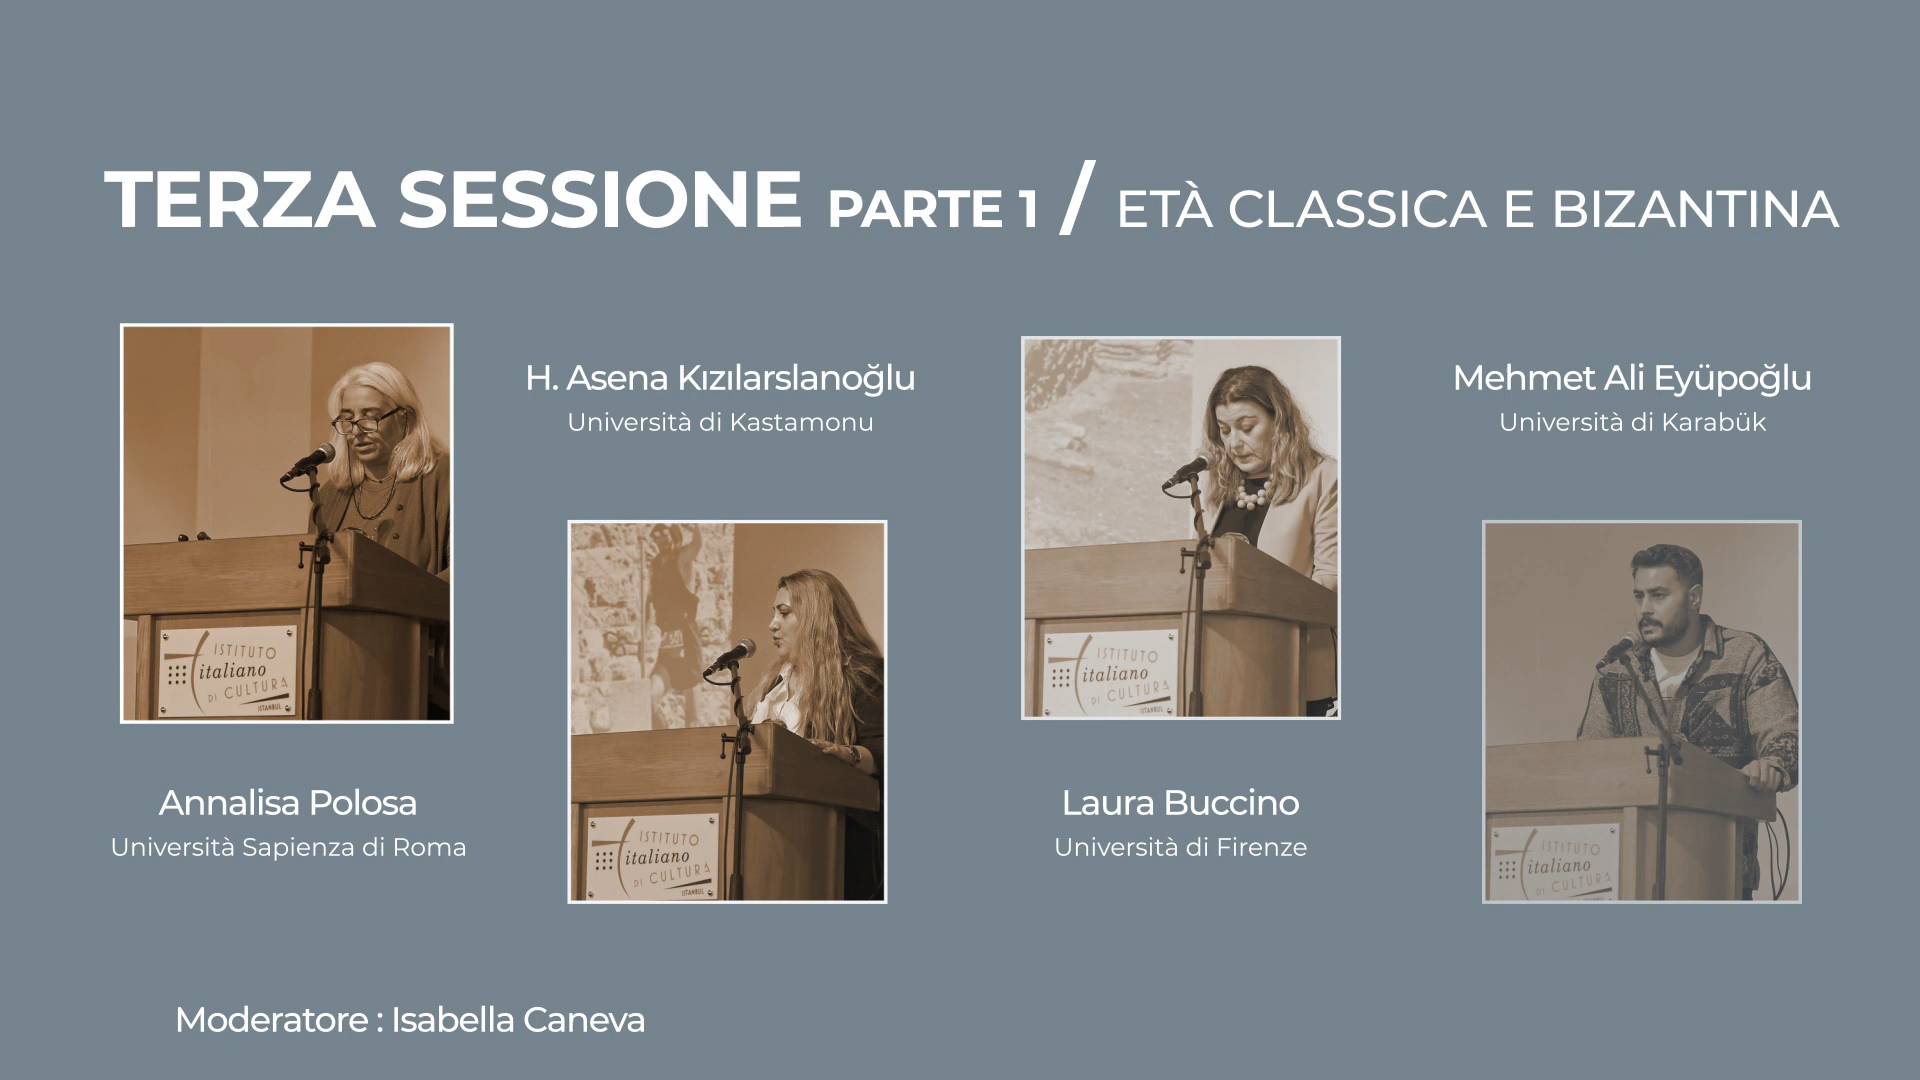 TERZA SESSIONE PARTE 1 / ETÀ CLASSICA E BIZANTINA
ISTITUTO
italiano
DI CULTURA
ISTANBUL
Annalisa Polosa
Università Sapienza di Roma
H. Asena Kızılarslanoğlu
Università di Kastamonu
ISTITUTO
italiano
DI CULTURA
ISTANBUL
ISTITUTO
italiano
DI CULTURA
ISTANBUL
Laura Buccino
Università di Firenze
Mehmet Ali Eyüpoğlu
Università di Karabük
ISTITUTO
italiano
DI CULTURA
Moderatore : Isabella Caneva